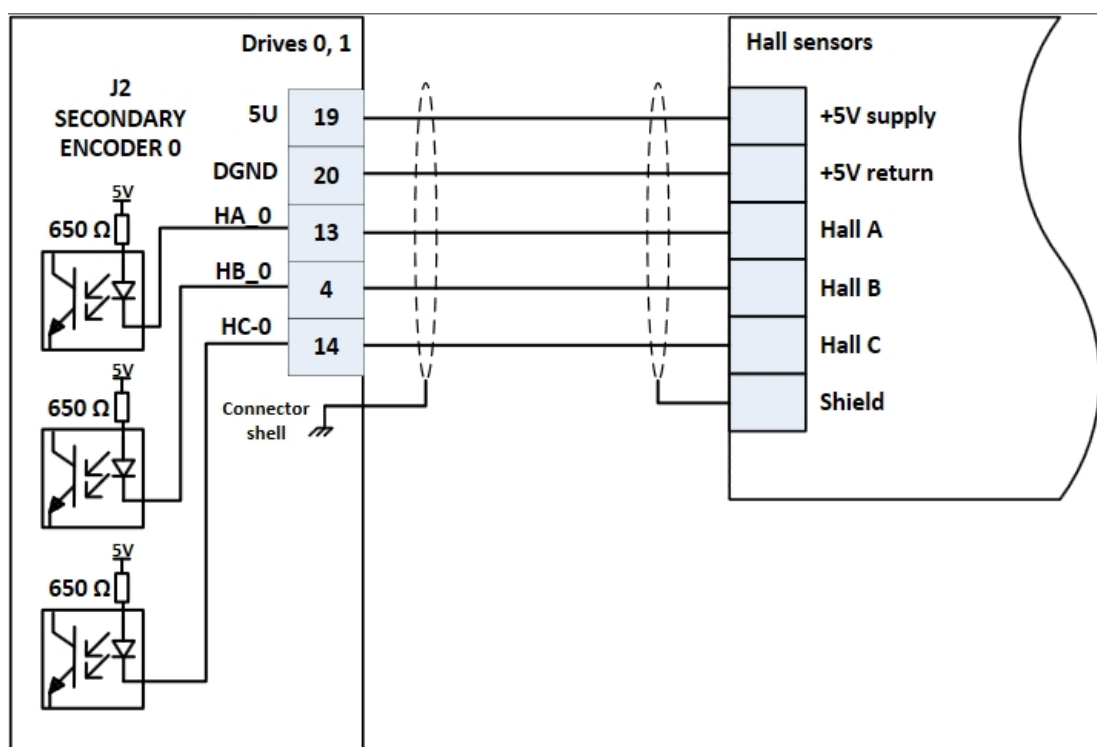 Drives 0, 1
J2
SECONDARY
ENCODER 0
5U
19
DGND
20
HA_0
13
HB_0
4
HC-0
14
5V
650 Ω
5V
650 Ω
5V
650 Ω
Connector
shell
Hall sensors
+5V supply
+5V return
Hall A
Hall B
Hall C
Shield